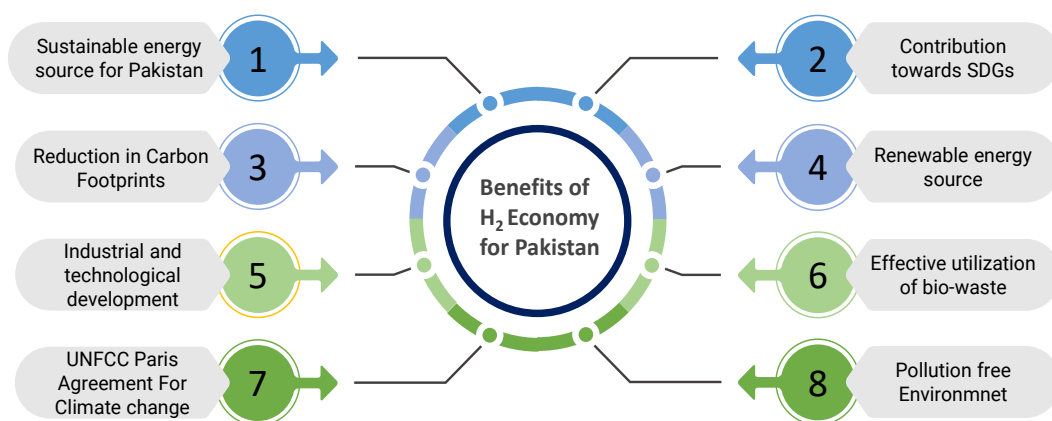 Sustainable energy
source for Pakistan
1
2
Contribution
towards SDGs
Reduction in Carbon
Footprints
3
4
Renewable energy
source
Benefits of
H₂ Economy
for Pakistan
Industrial and
technological
development
5
6
Effective utilization
of bio-waste
UNFCC Paris
Agreement For
Climate change
7
8
Pollution free
Environmnet